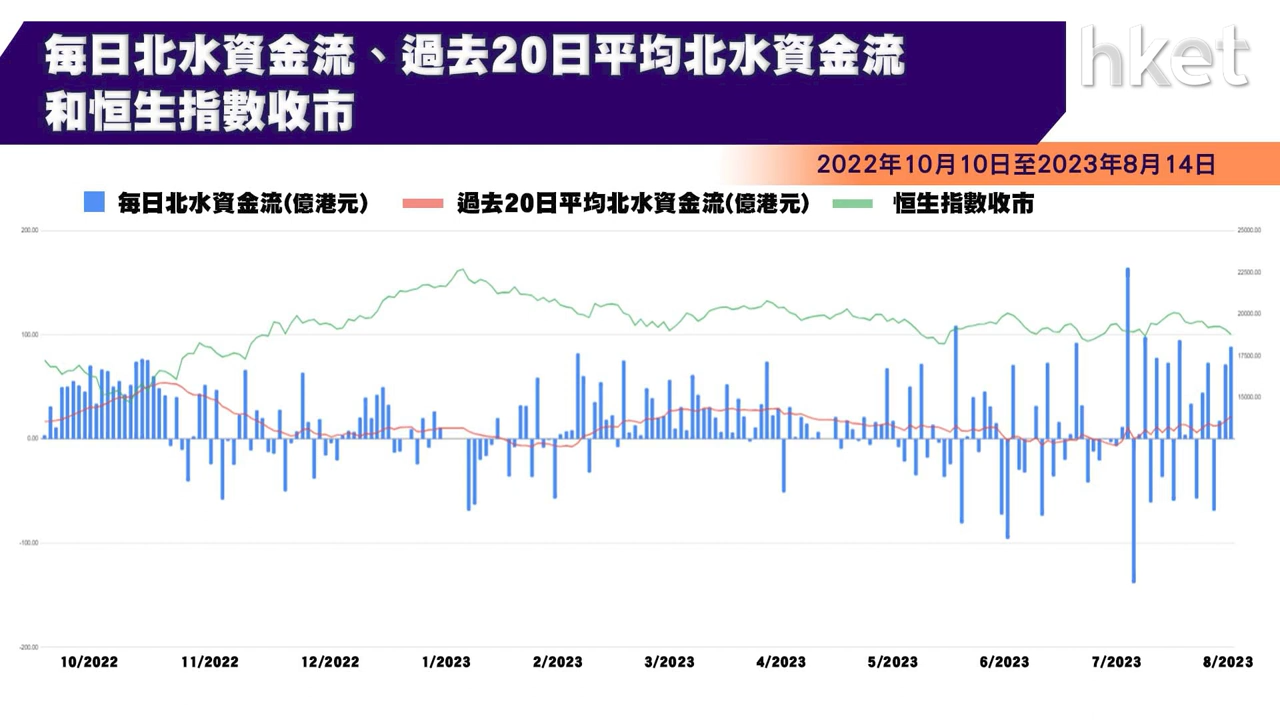 每日北水資金流、過去20日平均北水資金流
和恒生指數收市
hket
2022年10月10日至2023年8月14日
每日北水資金流(億港元) 過去20日平均北水資金流(億港元) 恒生指數收市
200.00 25000.00
22500.00
20000.00
100.00
17500.00
15000.00
0.00
-100.00
-200.00
10/2022 11/2022 12/2022 1/2023 2/2023 3/2023 4/2023 5/2023 6/2023 7/2023 8/2023